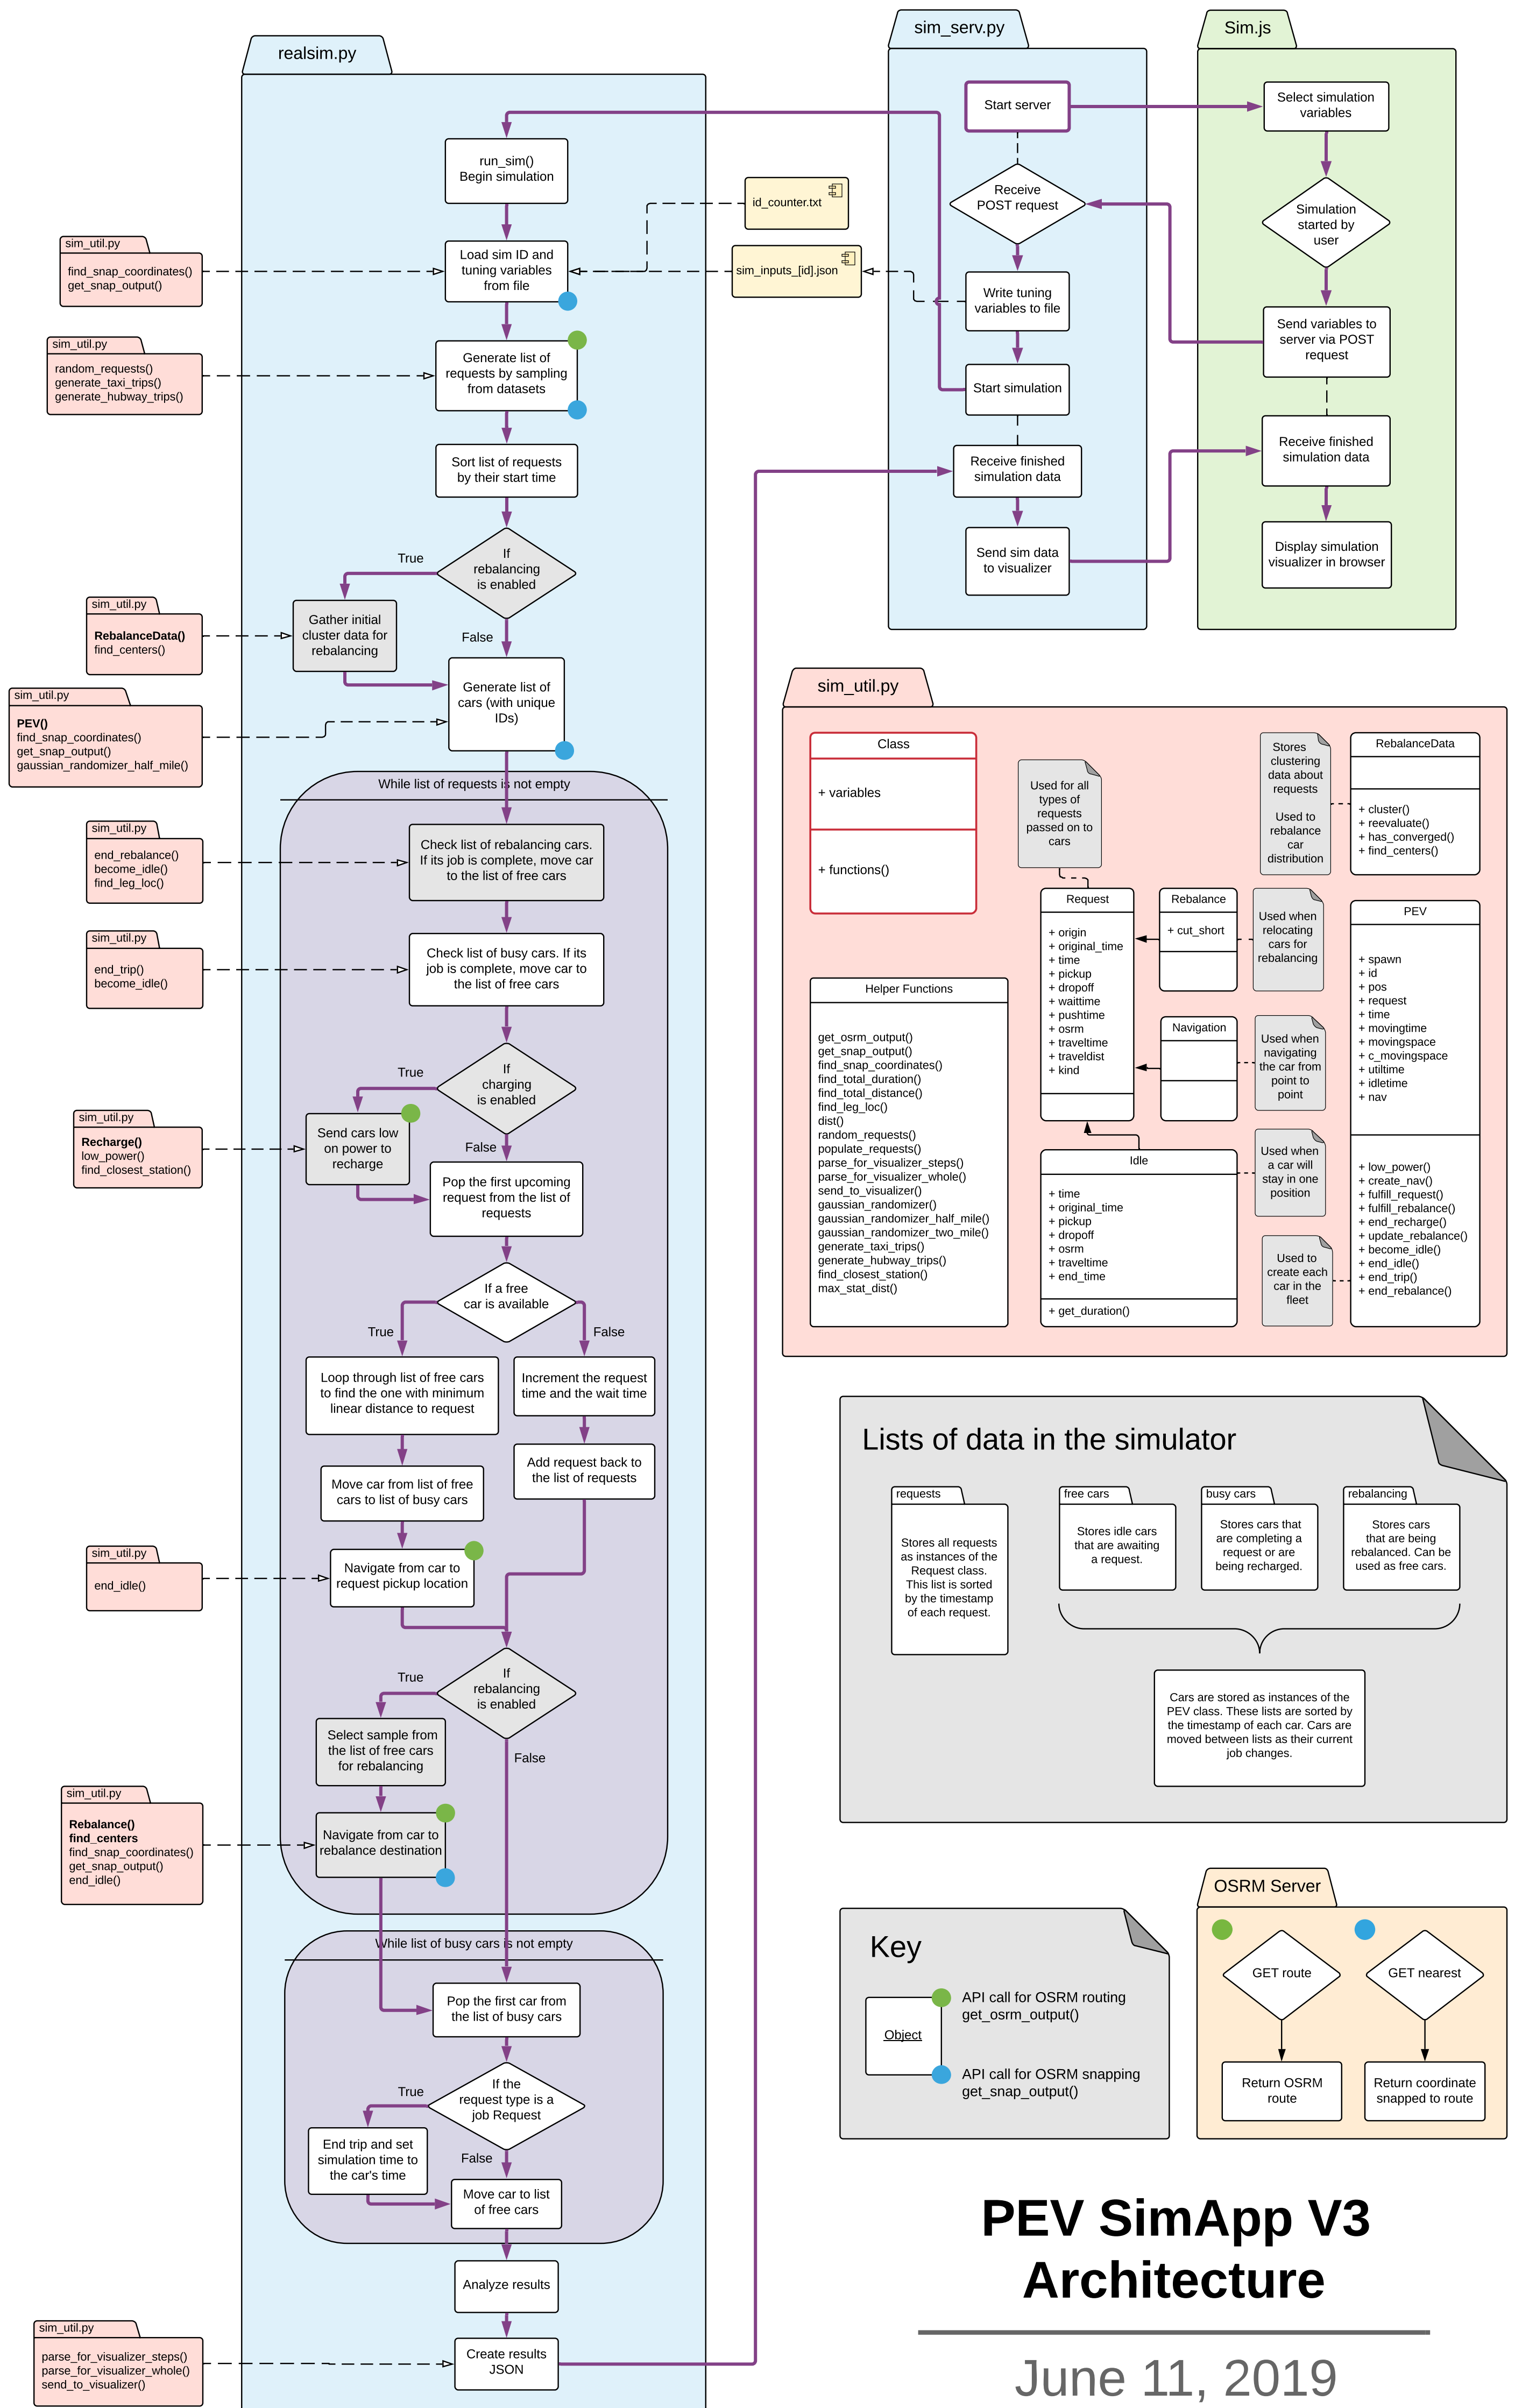 realsim.py
run_sim()
Begin simulation
Load sim ID and
tuning variables
from file
Generate list of
requests by sampling
from datasets
Sort list of requests
by their start time
If
rebalancing
is enabled
True
False
Gather initial
cluster data for
rebalancing
Generate list of
cars (with unique
IDs)
While list of requests is not empty
Check list of rebalancing cars.
If its job is complete, move car
to the list of free cars
Check list of busy cars. If its
job is complete, move car to
the list of free cars
If
charging
is enabled
True
False
Send cars low
on power to
recharge
Pop the first upcoming
request from the list of
requests
If a free
car is available
True
False
Loop through list of free cars
to find the one with minimum
linear distance to request
Increment the request
time and the wait time
Move car from list of free
cars to list of busy cars
Add request back to
the list of requests
Navigate from car to
request pickup location
If
rebalancing
is enabled
True
False
Select sample from
the list of free cars
for rebalancing
Navigate from car to
rebalance destination
While list of busy cars is not empty
Pop the first car from
the list of busy cars
If the
request type is a
job Request
True
False
End trip and set
simulation time to
the car's time
Move car to list
of free cars
Analyze results
Create results
JSON
sim_util.py
find_snap_coordinates()
get_snap_output()
sim_util.py
random_requests()
generate_taxi_trips()
generate_hubway_trips()
sim_util.py
RebalanceData()
find_centers()
sim_util.py
PEV()
find_snap_coordinates()
get_snap_output()
gaussian_randomizer_half_mile()
sim_util.py
end_rebalance()
become_idle()
find_leg_loc()
sim_util.py
end_trip()
become_idle()
sim_util.py
Recharge()
low_power()
find_closest_station()
sim_util.py
end_idle()
sim_util.py
Rebalance()
find_centers
find_snap_coordinates()
get_snap_output()
end_idle()
sim_util.py
parse_for_visualizer_steps()
parse_for_visualizer_whole()
send_to_visualizer()
id_counter.txt
sim_inputs_[id].json
sim_serv.py
Start server
Receive
POST request
Write tuning
variables to file
Start simulation
Receive finished
simulation data
Send sim data
to visualizer
Sim.js
Select simulation
variables
Simulation
started by
user
Send variables to
server via POST
request
Receive finished
simulation data
Display simulation
visualizer in browser
sim_util.py
Class
+ variables
+ functions()
Helper Functions
get_osrm_output()
get_snap_output()
find_snap_coordinates()
find_total_duration()
find_total_distance()
find_leg_loc()
dist()
random_requests()
populate_requests()
parse_for_visualizer_steps()
parse_for_visualizer_whole()
send_to_visualizer()
gaussian_randomizer()
gaussian_randomizer_half_mile()
gaussian_randomizer_two_mile()
generate_taxi_trips()
generate_hubway_trips()
find_closest_station()
max_stat_dist()
Used for all
types of
requests
passed on to
cars
Request
+ origin
+ original_time
+ time
+ pickup
+ dropoff
+ waittime
+ pushtime
+ osrm
+ traveltime
+ traveldist
+ kind
Rebalance
+ cut_short
Used when
relocating
cars for
rebalancing
Navigation
Used when
navigating
the car from
point to
point
Idle
+ time
+ original_time
+ pickup
+ dropoff
+ osrm
+ traveltime
+ end_time
+ get_duration()
Used when
a car will
stay in one
position
Stores
clustering
data about
requests
Used to
rebalance
car
distribution
RebalanceData
+ cluster()
+ reevaluate()
+ has_converged()
+ find_centers()
PEV
+ spawn
+ id
+ pos
+ request
+ time
+ movingtime
+ movingspace
+ c_movingspace
+ utiltime
+ idletime
+ nav
+ low_power()
+ create_nav()
+ fulfill_request()
+ fulfill_rebalance()
+ end_recharge()
+ update_rebalance()
+ become_idle()
+ end_idle()
+ end_trip()
+ end_rebalance()
Used to
create each
car in the
fleet
Lists of data in the simulator
requests
Stores all requests
as instances of the
Request class.
This list is sorted
by the timestamp
of each request.
free cars
Stores idle cars
that are awaiting
a request.
busy cars
Stores cars that
are completing a
request or are
being recharged.
rebalancing
Stores cars
that are being
rebalanced. Can be
used as free cars.
Cars are stored as instances of the
PEV class. These lists are sorted by
the timestamp of each car. Cars are
moved between lists as their current
job changes.
Key
Object
API call for OSRM routing
get_osrm_output()
API call for OSRM snapping
get_snap_output()
OSRM Server
GET route
GET nearest
Return OSRM
route
Return coordinate
snapped to route
PEV SimApp V3
Architecture
June 11, 2019